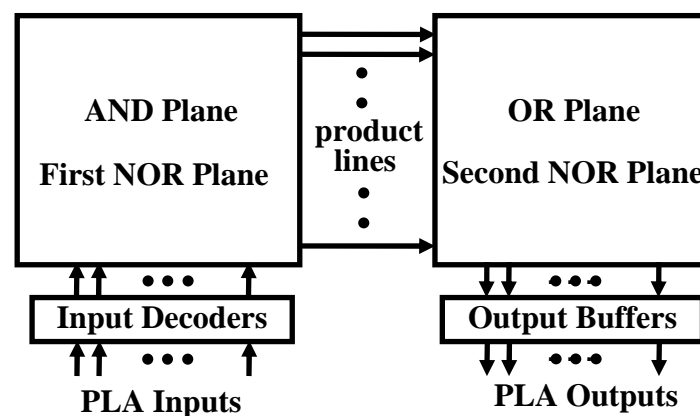 AND Plane
First NOR Plane
product
lines
OR Plane
Second NOR Plane
Input Decoders
Output Buffers
PLA Inputs
PLA Outputs